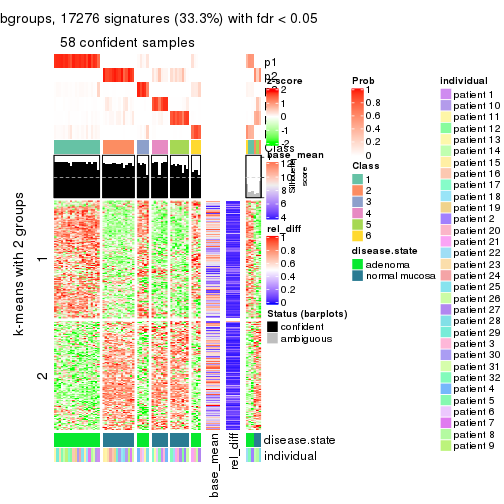 bgroups, 17276 signatures (33.3%) with fdr < 0.05
58 confident samples
p1
p2
z-score
2
1
0
-1
-2
Class
base_mean
12
10
8
6
4
Silhouette
score
rel_diff
1
0.8
0.6
0.4
0.2
0
Status (barplots)
confident
ambiguous
k-means with 2 groups
1
2
base_mean
rel_diff
disease.state
individual
Prob
1
0.8
0.6
0.4
0.2
0
Class
1
2
3
4
5
6
disease.state
adenoma
normal mucosa
individual
patient 1
patient 10
patient 11
patient 12
patient 13
patient 14
patient 15
patient 16
patient 17
patient 18
patient 19
patient 2
patient 20
patient 21
patient 22
patient 23
patient 24
patient 25
patient 26
patient 27
patient 28
patient 29
patient 3
patient 30
patient 31
patient 32
patient 4
patient 5
patient 6
patient 7
patient 8
patient 9